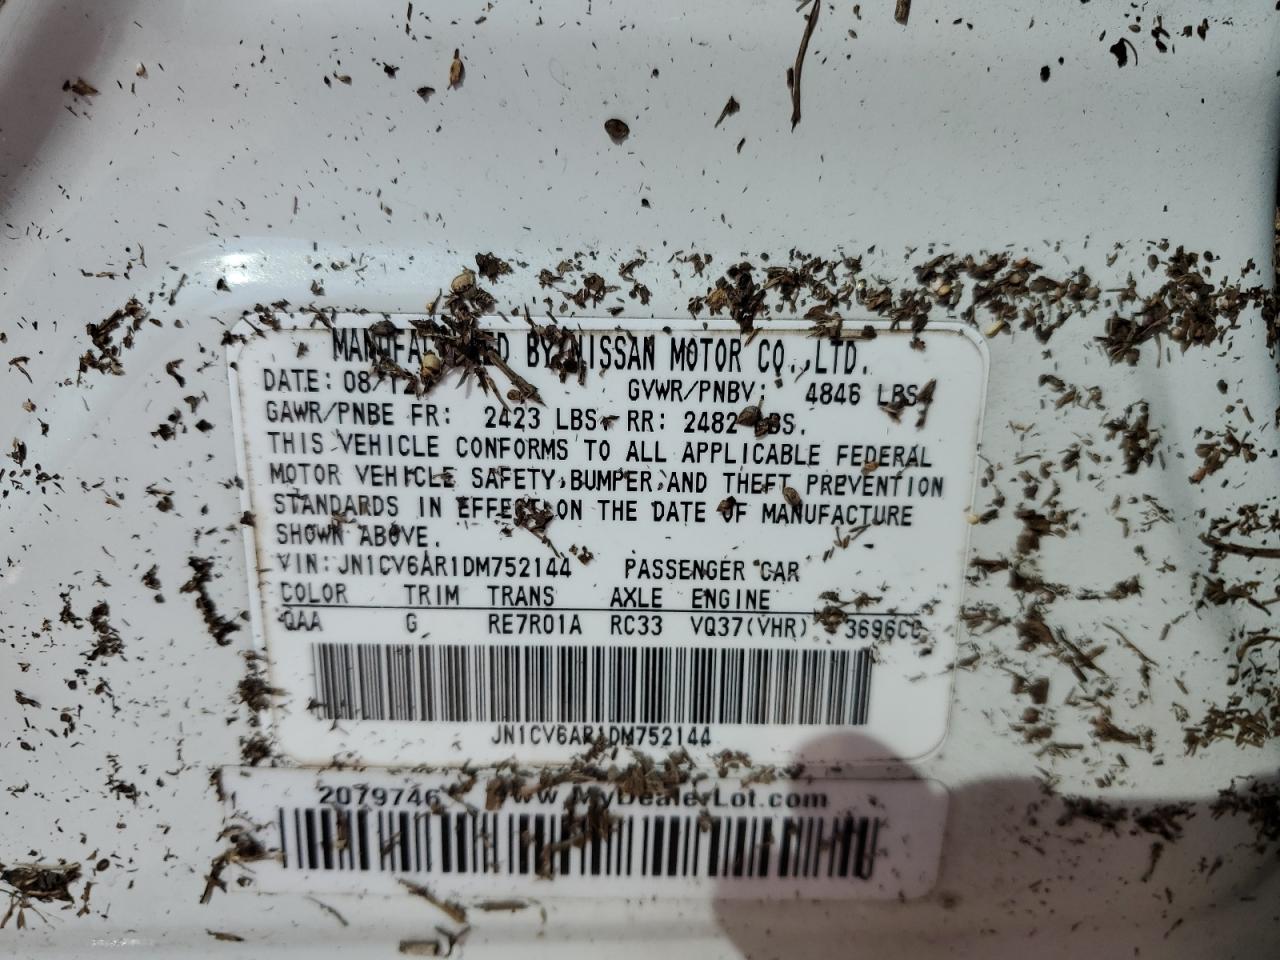 MANUFACTURED BY NISSAN MOTOR CO.,LTD.
DATE: 08/12 GVWR/PNBV: 4846 LBS
GAWR/PNBE FR: 2423 LBS RR: 2482 LBS.
THIS VEHICLE CONFORMS TO ALL APPLICABLE FEDERAL
MOTOR VEHICLE SAFETY,BUMPER,AND THEFT PREVENTION
STANDARDS IN EFFECT ON THE DATE OF MANUFACTURE
SHOWN ABOVE.
VIN: JN1CV6AR1DM752144 PASSENGER CAR
COLOR TRIM TRANS AXLE ENGINE
QAA G RE7R01A RC33 VQ37(VHR) 3696CC
JN1CV6AR1DM752144
2079746 www.MyDealerLot.com